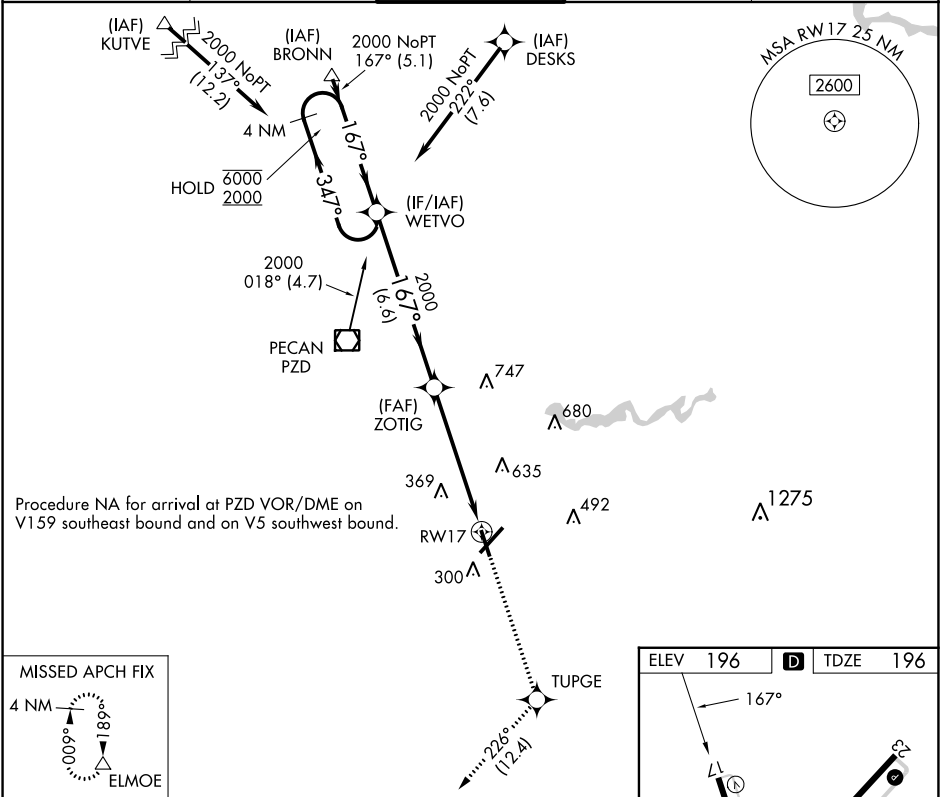 (IAF)
KUTVE
2000 NoPT
137°
(12.2)
(IAF)
BRONN
2000 NoPT
167° (5.1)
(IAF)
DESKS
2000 NoPT
222°
(7.6)
MSA RW17 25 NM
2600
4 NM
167°
347°
HOLD
6000
2000
(IF/IAF)
WETVO
2000
018° (4.7)
2000
167°
(6.6)
PECAN
PZD
(FAF)
ZOTIG
747
680
635
369
492
1275
Procedure NA for arrival at PZD VOR/DME on
V159 southeast bound and on V5 southwest bound.
RW17
300
MISSED APCH FIX
4 NM
009°
189°
ELMOE
TUPGE
226°
(12.4)
ELEV 196
D
TDZE 196
167°
17
23